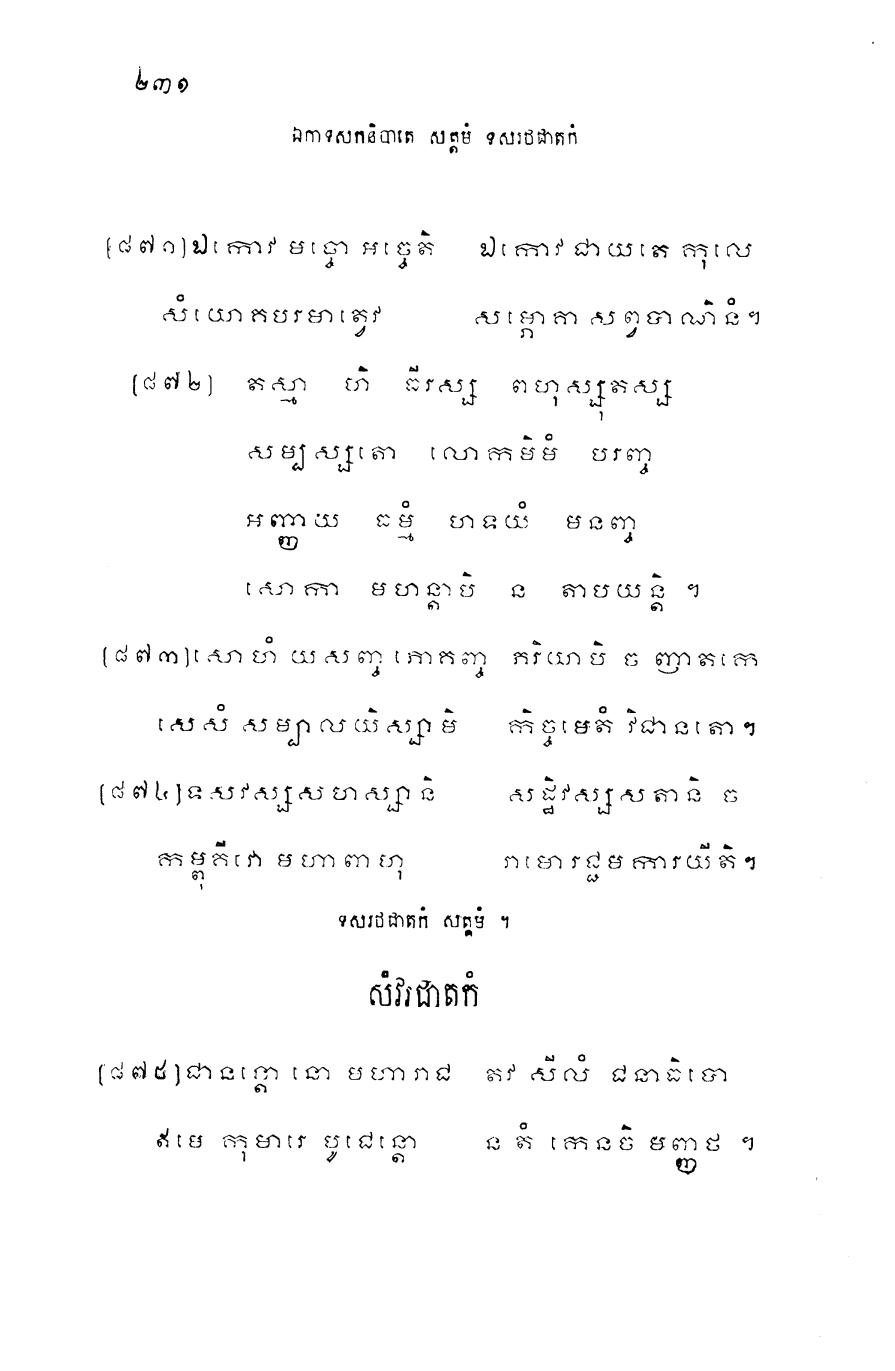 ២៣១
ឯកាទសកនិបាតេ សត្តមំ ទសរថជាតកំ
[៨៧១] ឯកោវ មច្ចោ អច្ចេតិ ឯកោវ ជាយតេ កុលេ
សំយោគបរមាត្វេវ សម្ភោគា សព្វបាណិនំ។
[៨៧២] តស្មា ហិ ធីរស្ស ពហុស្សុតស្ស
សម្បស្សតោ លោកមិមំ បរញ្ច
អញ្ញាយ ធម្មំ ហទយំ មនញ្ច
សោកា មហន្តាបិ ន តាបយន្តិ ។
[៨៧៣] សោហំ យសញ្ច ភោគញ្ច ភរិយាបិ ច ញាតកេ
សេសំ សម្បាលយិស្សាមិ កិច្ចមេតំ វិជានតោ។
[៨៧៤] ទសវស្សសហស្សានិ សដ្ឋិវស្សសតានិ ច
កម្ពុគីវោ មហាពាហុ រាមោ រជ្ជមការយីតិ។
ទសរថជាតកំ សត្តមំ ។
សំវរជាតកំ
[៨៧៥] ជានន្តោ នោ មហារាជ តវ សីលំ ជនាធិបោ
ឥមេ កុមារេ បូជេន្តោ ន តំ កេនចិ មញ្ញថ ។